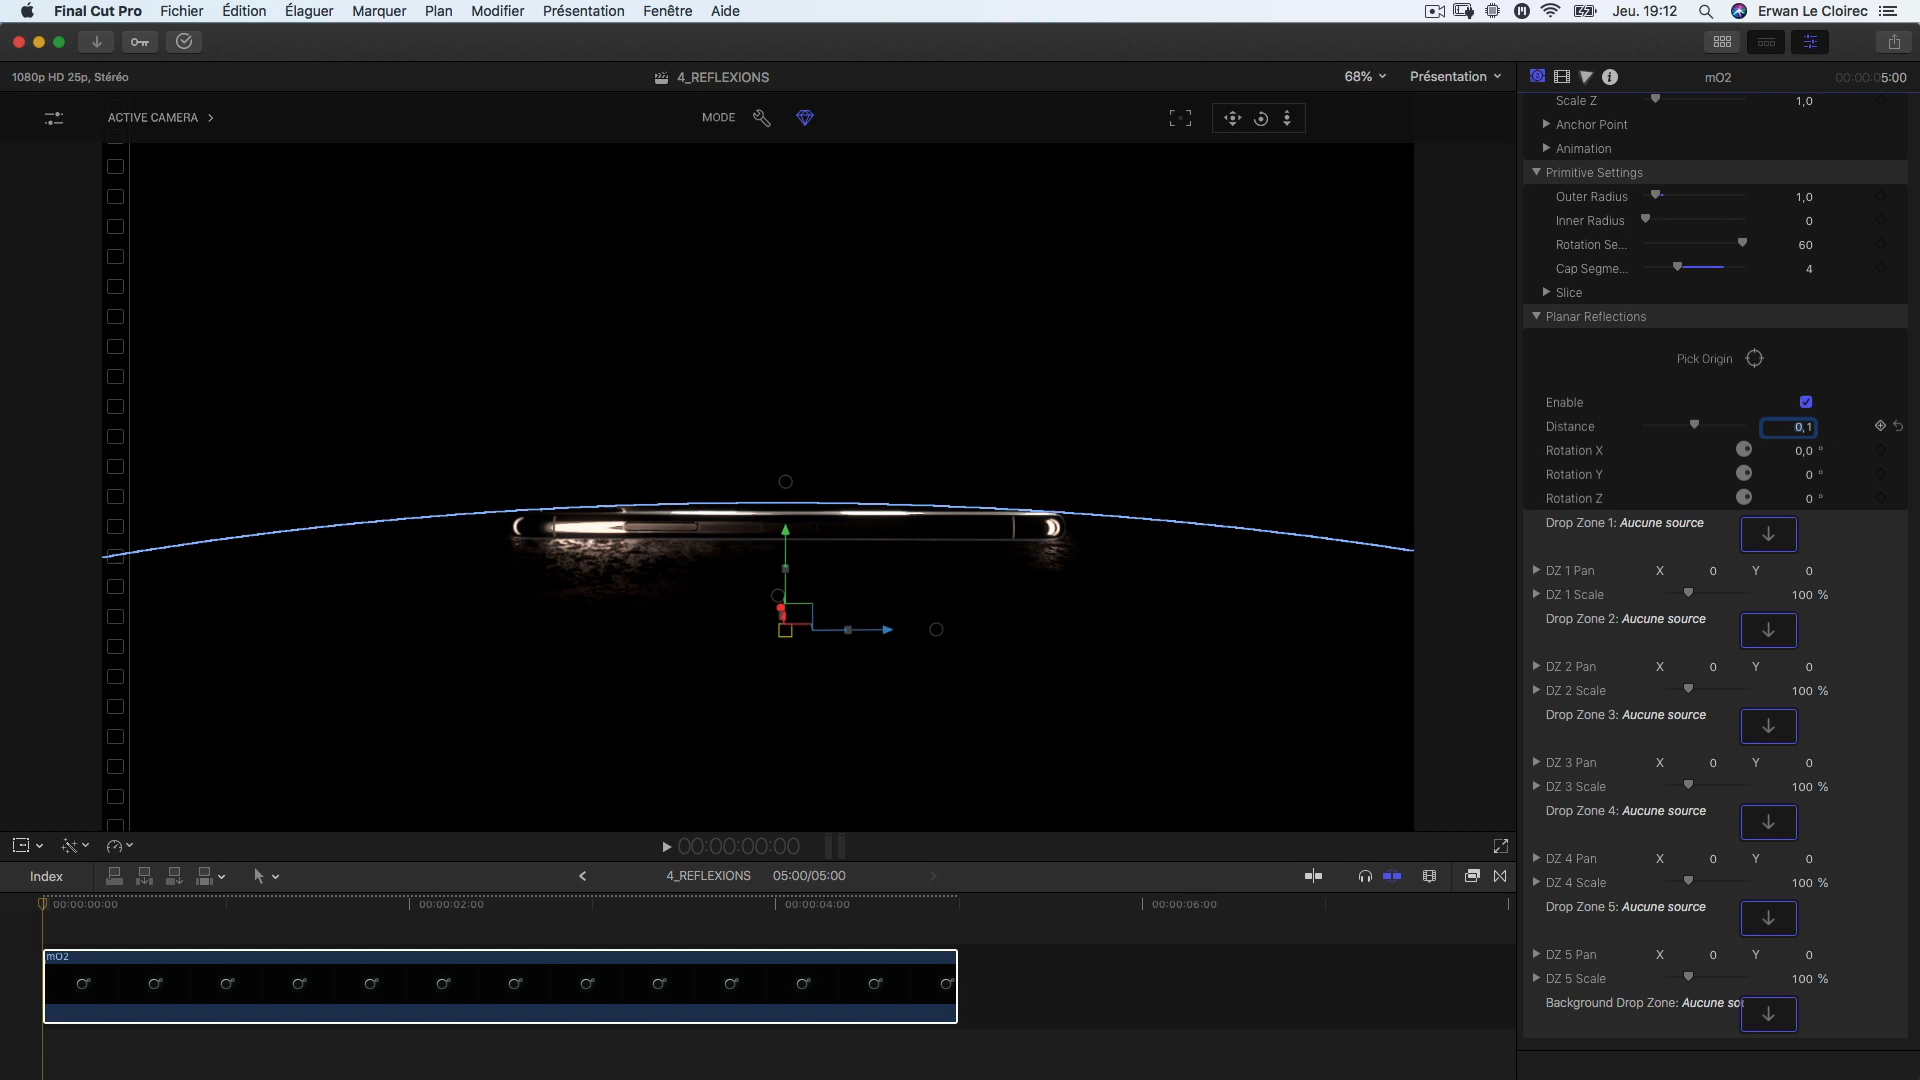 Final Cut Pro Fichier Édition Élaguer Marquer Plan Modifier Présentation Fenêtre Aide Jeu. 19:12 Erwan Le Cloirec
1080p HD 25p, Stéréo 4_REFLEXIONS 68% Présentation mO2 00:00:05:00
ACTIVE CAMERA MODE
Scale Z 1,0
Anchor Point
Animation
Primitive Settings
Outer Radius 1,0
Inner Radius 0
Rotation Se... 60
Cap Segme... 4
Slice
Planar Reflections
Pick Origin
Enable
Distance 0,1
Rotation X 0,0 °
Rotation Y 0 °
Rotation Z 0 °
Drop Zone 1: Aucune source
DZ 1 Pan X 0 Y 0
DZ 1 Scale 100 %
Drop Zone 2: Aucune source
DZ 2 Pan X 0 Y 0
DZ 2 Scale 100 %
Drop Zone 3: Aucune source
DZ 3 Pan X 0 Y 0
DZ 3 Scale 100 %
Drop Zone 4: Aucune source
DZ 4 Pan X 0 Y 0
DZ 4 Scale 100 %
Drop Zone 5: Aucune source
DZ 5 Pan X 0 Y 0
DZ 5 Scale 100 %
Background Drop Zone: Aucune so
00:00:00:00
Index 4_REFLEXIONS 05:00/05:00
00:00:00:00 00:00:02:00 00:00:04:00 00:00:06:00
mO2